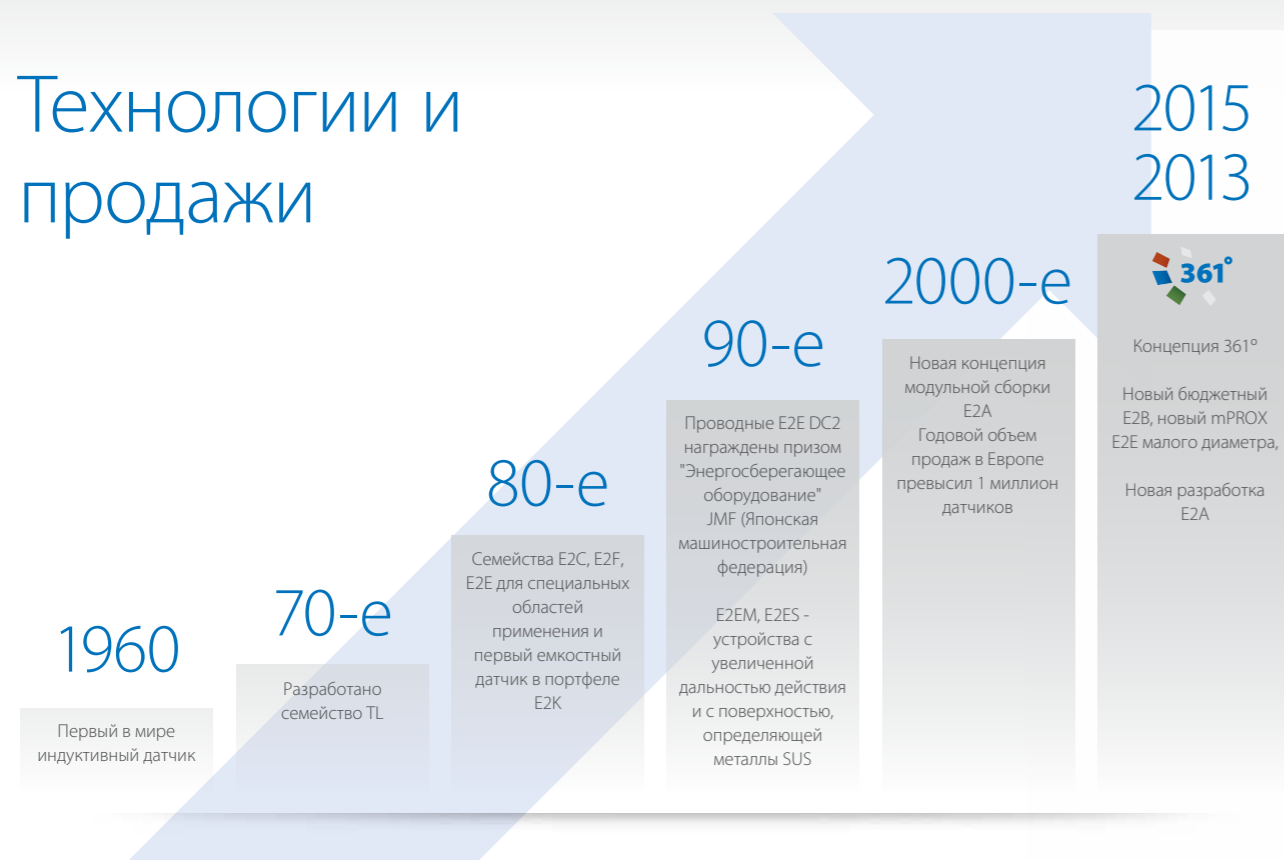 Технологии и
продажи
1960
Первый в мире
индуктивный датчик
70-е
Разработано
семейство TL
80-е
Семейства E2C, E2F,
E2E для специальных
областей
применения и
первый емкостный
датчик в портфеле
E2K
90-е
Проводные E2E DC2
награждены призом
"Энергосберегающее
оборудование"
JMF (Японская
машиностроительная
федерация)
E2EM, E2ES -
устройства с
увеличенной
дальностью действия
и с поверхностью,
определяющей
металлы SUS
2000-е
Новая концепция
модульной сборки
E2A
Годовой объем
продаж в Европе
превысил 1 миллион
датчиков
2015
2013
361°
Концепция 361°
Новый бюджетный
E2B, новый mPROX
E2E малого диаметра,
Новая разработка
E2A